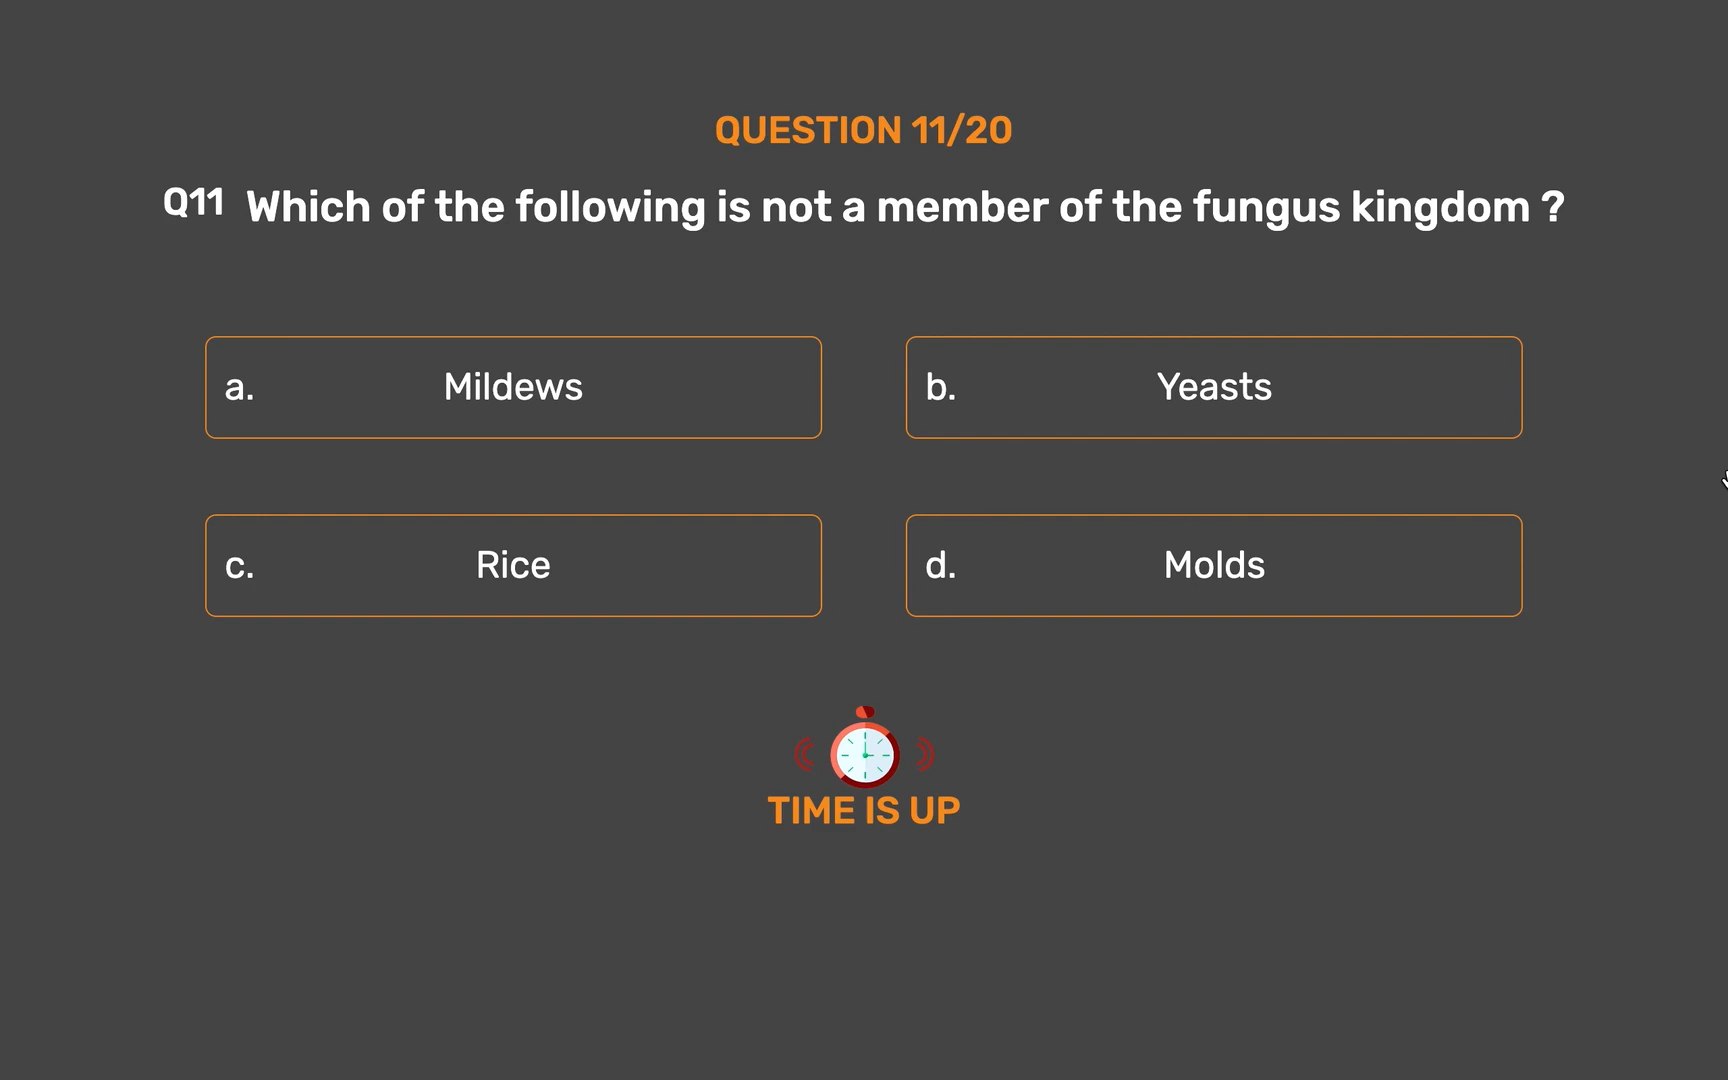 QUESTION 11/20
Q11 Which of the following is not a member of the fungus kingdom ?
a. Mildews
b. Yeasts
c. Rice
d. Molds
TIME IS UP